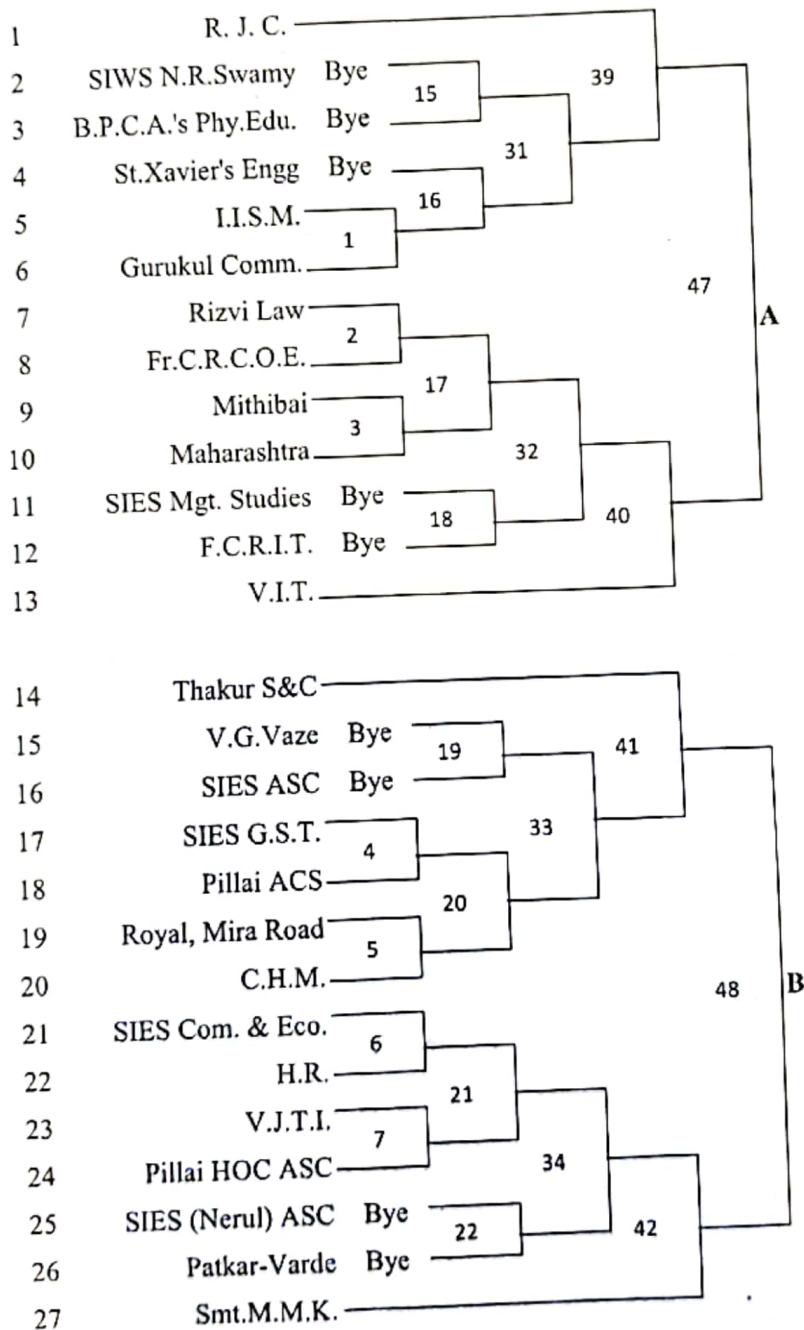 1 R. J. C.
39
2 SIWS N.R.Swamy Bye
15
3 B.P.C.A.'s Phy.Edu. Bye
31
4 St.Xavier's Engg Bye
16
5 I.I.S.M.
1
6 Gurukul Comm.
47
7 Rizvi Law
A
2
8 Fr.C.R.C.O.E.
17
9 Mithibai
3
10 Maharashtra
32
11 SIES Mgt. Studies Bye
18
40
12 F.C.R.I.T. Bye
13 V.I.T.
14 Thakur S&C
15 V.G.Vaze Bye
19
41
16 SIES ASC Bye
33
17 SIES G.S.T.
4
18 Pillai ACS
20
19 Royal, Mira Road
5
20 C.H.M.
48
B
21 SIES Com. & Eco.
6
22 H.R.
21
23 V.J.T.I.
7
34
24 Pillai HOC ASC
25 SIES (Nerul) ASC Bye
22
42
26 Patkar-Varde Bye
27 Smt.M.M.K.